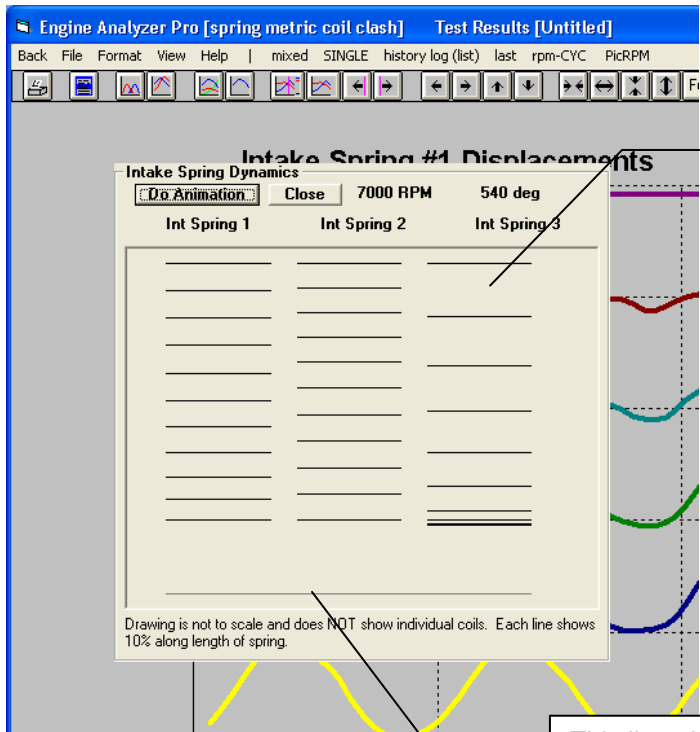 Engine Analyzer Pro [spring metric coil clash] Test Results [Untitled]
Back File Format View Help | mixed SINGLE history log (list) last rpm-CYC PicRPM
Intake Spring #1 Displacements
Intake Spring Dynamics
Do Animation Close 7000 RPM 540 deg
Int Spring 1 Int Spring 2 Int Spring 3
Drawing is not to scale and does NOT show individual coils. Each line shows
10% along length of spring.